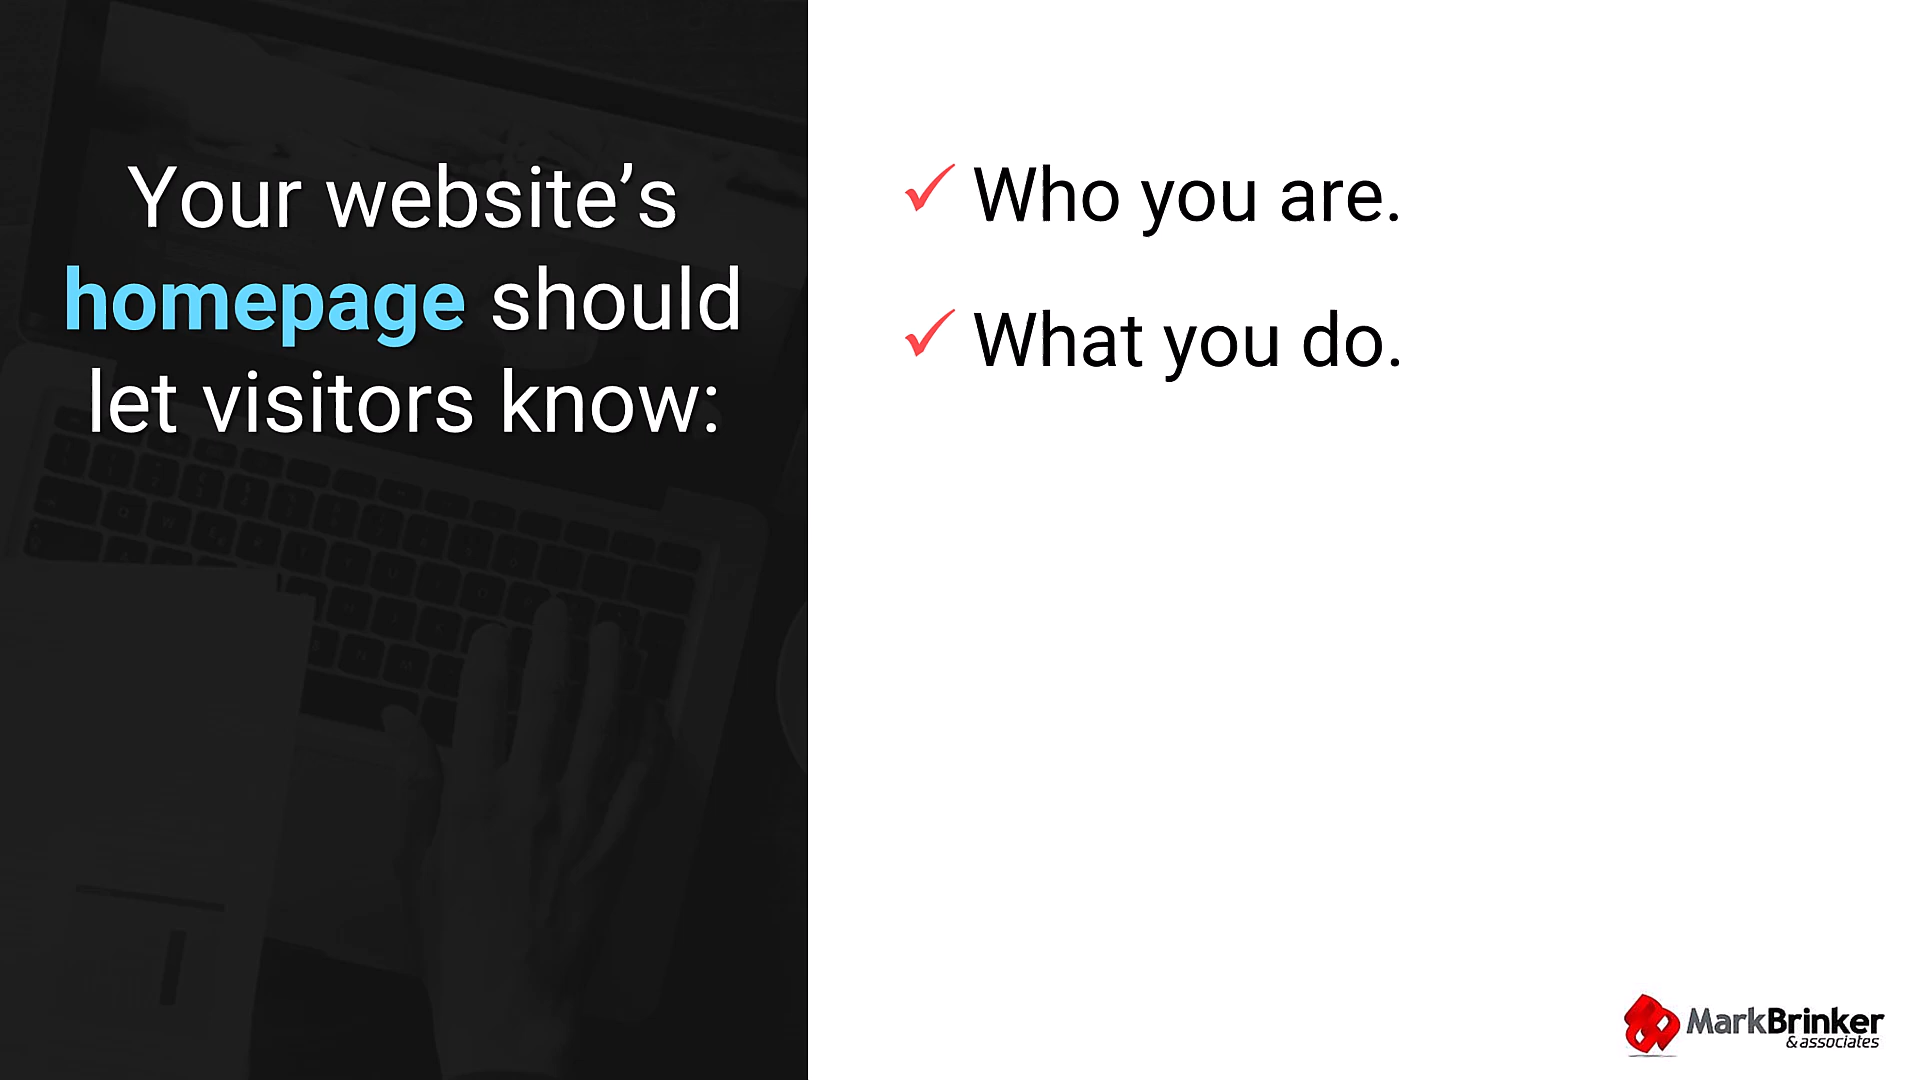 Your website’s
homepage should
let visitors know:
✓ Who you are.
✓ What you do.
MarkBrinker
& associates